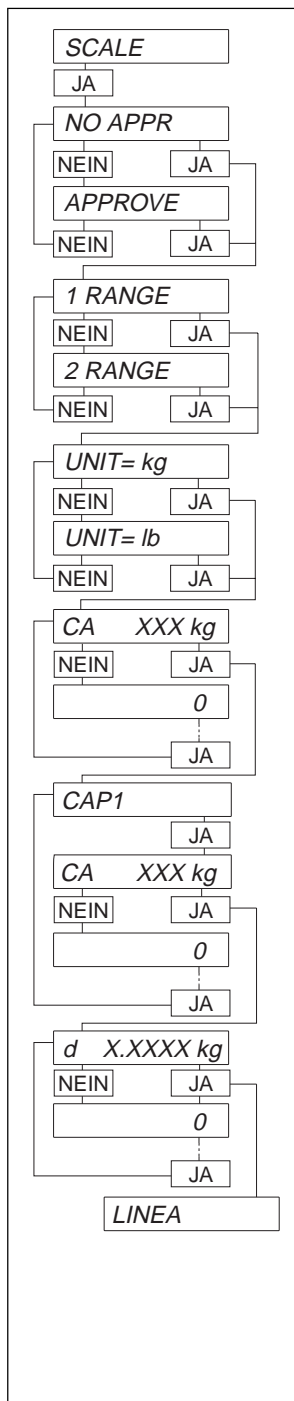 SCALE
JA
NO APPR
NEIN JA
APPROVE
NEIN JA
1 RANGE
NEIN JA
2 RANGE
NEIN JA
UNIT= kg
NEIN JA
UNIT= lb
NEIN JA
CA XXX kg
NEIN JA
0
JA
CAP1
JA
CA XXX kg
NEIN JA
0
JA
d X.XXXX kg
NEIN JA
0
JA
LINEA